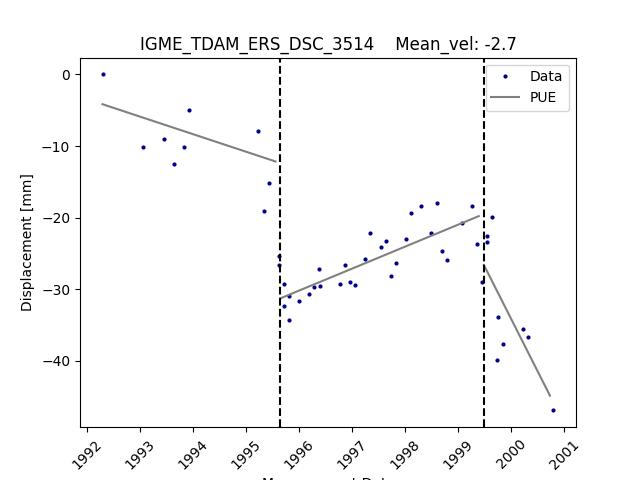 IGME_TDAM_ERS_DSC_3514    Mean_vel: -2.7
Data
PUE
Displacement [mm]
0
−10
−20
−30
−40
1992 1993 1994 1995 1996 1997 1998 1999 2000 2001